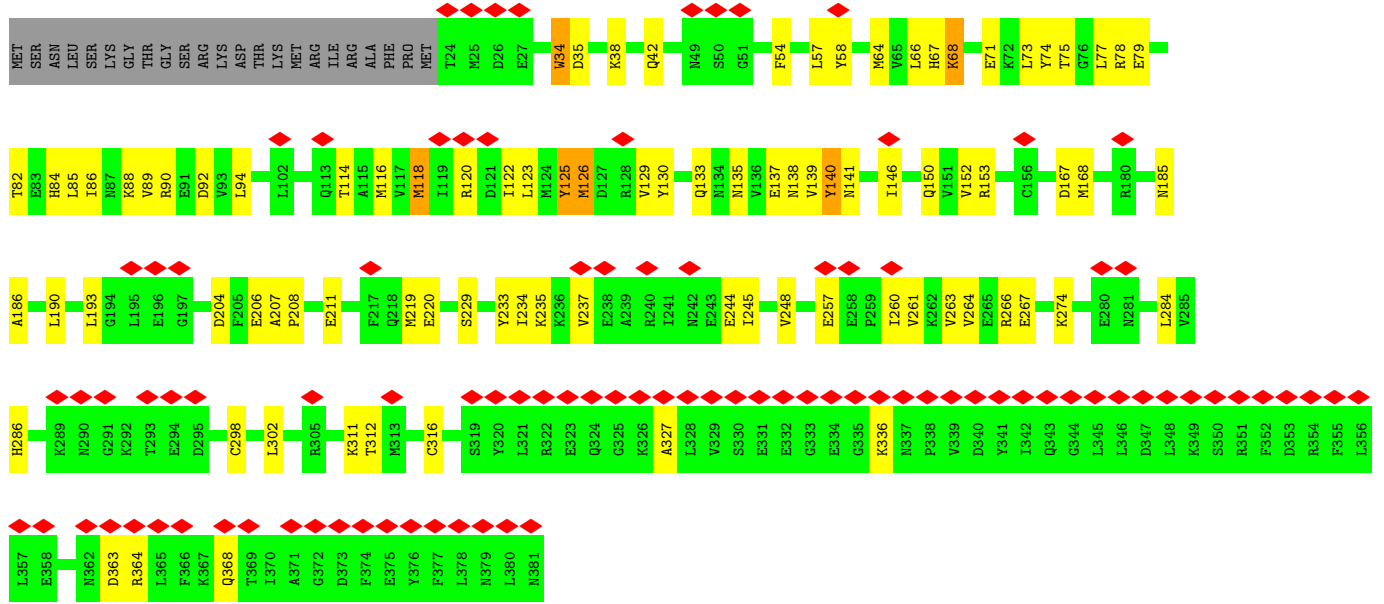 MET SER ASN LEU SER LYS GLY THR GLY SER ARG LYS ASP THR LYS MET ARG ILE ARG ALA PHE PRO MET T24 M25 D26 E27 W34 D35 K38 Q42 N49 S50 G51 F54 L57 Y58 M64 V65 L66 H67 K68 E71 K72 L73 Y74 T75 G76 L77 R78 E79
T82 E83 H84 L85 I86 N87 K88 V89 R90 E91 D92 V93 L94 L102 Q113 T114 A115 M116 V117 M118 I119 R120 D121 I122 L123 M124 Y125 M126 D127 R128 V129 Y130 Q133 N134 N135 V136 E137 N138 V139 Y140 N141 I146 Q150 V151 V152 R153 C156 D167 M168 R180 N185
A186 L190 L193 G194 L195 E196 G197 D204 F205 E206 A207 P208 E211 F217 Q218 M219 E220 S229 Y233 I234 K235 K236 V237 E238 A239 R240 I241 N242 E243 E244 I245 V248 E257 E258 P259 I260 V261 K262 V263 V264 E265 R266 E267 K274 E280 N281 L284 V285
H286 K289 N290 G291 K292 T293 E294 D295 C298 L302 R305 K311 T312 M313 C316 S319 Y320 L321 R322 E323 Q324 G325 K326 A327 L328 V329 S330 E331 E332 G333 E334 G335 K336 N337 P338 V339 D340 Y341 I342 Q343 G344 L345 L346 D347 L348 K349 S350 R351 F352 D353 R354 F355 L356
L357 E358 N362 D363 R364 L365 F366 K367 Q368 T369 I370 A371 G372 D373 F374 E375 Y376 F377 L378 N379 L380 N381